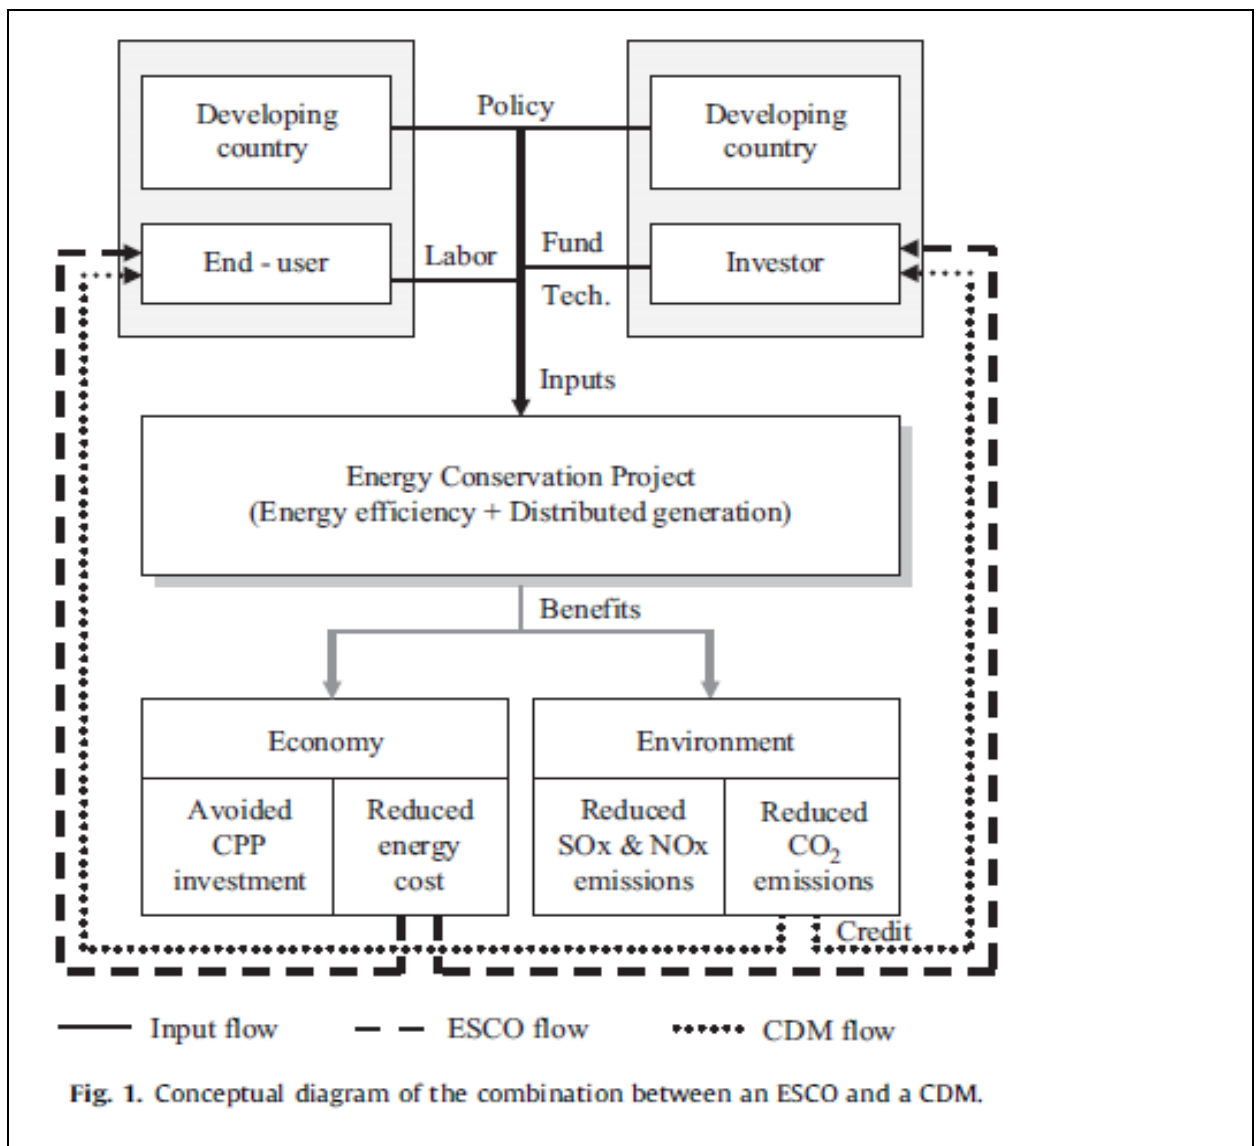 Developing
country
Policy
Developing
country
End - user
Labor
Fund
Tech.
Investor
Inputs
Energy Conservation Project
(Energy efficiency + Distributed generation)
Benefits
Economy
Environment
Avoided
CPP
investment
Reduced
energy
cost
Reduced
SOx & NOx
emissions
Reduced
CO₂
emissions
Credit
Input flow
ESCO flow
CDM flow
Fig. 1. Conceptual diagram of the combination between an ESCO and a CDM.